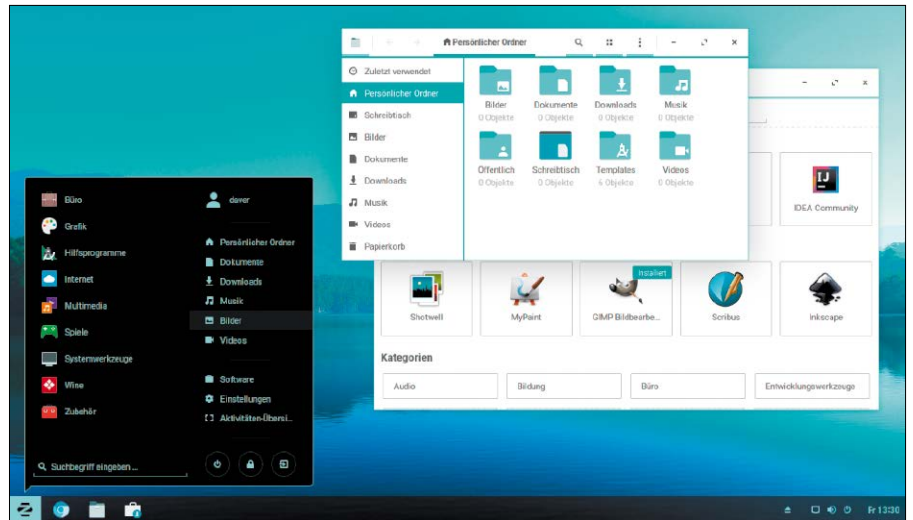 Persönlicher Ordner
Zuletzt verwendet
Persönlicher Ordner
Schreibtisch
Bilder
Dokumente
Downloads
Musik
Videos
Papierkorb
Bilder
0 Objekte
Dokumente
0 Objekte
Downloads
0 Objekte
Musik
0 Objekte
Öffentlich
0 Objekte
Schreibtisch
0 Objekte
Templates
6 Objekte
Videos
0 Objekte
IDEA Community
Installiert
Shotwell
MyPaint
GIMP Bildbearbe...
Scribus
Inkscape
Kategorien
Audio
Bildung
Büro
Entwicklungswerkzeuge
Büro
Grafik
Hilfsprogramme
Internet
Multimedia
Spiele
Systemwerkzeuge
Wine
Zubehör
Suchbegriff eingeben ...
daver
Persönlicher Ordner
Dokumente
Downloads
Musik
Bilder
Videos
Software
Einstellungen
Aktivitäten-Übersi...
Fr 13:30